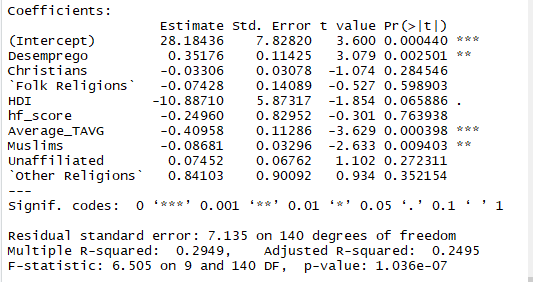 Coefficients:
Estimate Std. Error t value Pr(>|t|)
(Intercept) 28.18436 7.82820 3.600 0.000440 ***
Desemprego 0.35176 0.11425 3.079 0.002501 **
Christians -0.03306 0.03078 -1.074 0.284546
`Folk Religions` -0.07428 0.14089 -0.527 0.598903
HDI -10.88710 5.87317 -1.854 0.065886 .
hf_score -0.24960 0.82952 -0.301 0.763938
Average_TAVG -0.40958 0.11286 -3.629 0.000398 ***
Muslims -0.08681 0.03296 -2.633 0.009403 **
Unaffiliated 0.07452 0.06762 1.102 0.272311
`Other Religions` 0.84103 0.90092 0.934 0.352154
---
Signif. codes: 0 ‘***’ 0.001 ‘**’ 0.01 ‘*’ 0.05 ‘.’ 0.1 ‘ ’ 1
Residual standard error: 7.135 on 140 degrees of freedom
Multiple R-squared: 0.2949, Adjusted R-squared: 0.2495
F-statistic: 6.505 on 9 and 140 DF, p-value: 1.036e-07